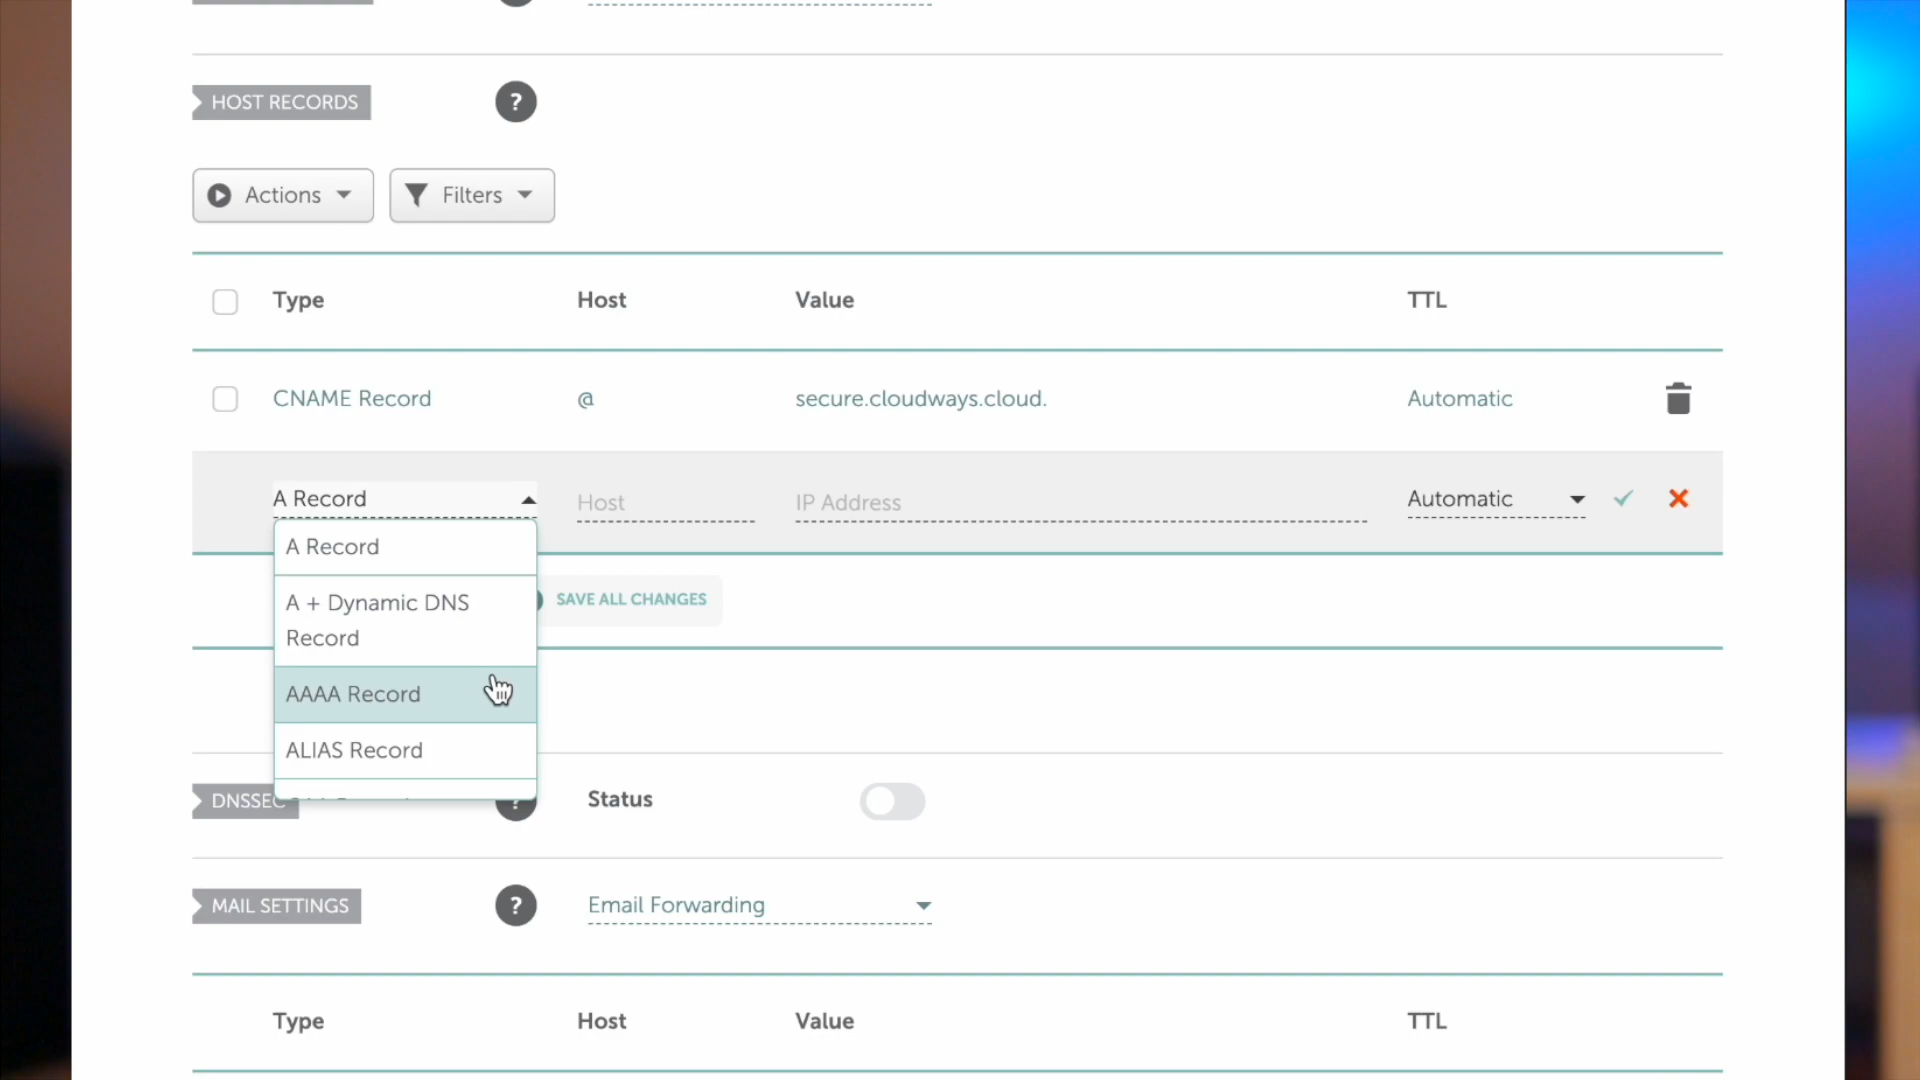 HOST RECORDS
?
Actions
Filters
Type Host Value TTL
CNAME Record @ secure.cloudways.cloud. Automatic
A Record Host IP Address Automatic
A Record
A + Dynamic DNS
Record
SAVE ALL CHANGES
AAAA Record
ALIAS Record
DNSSEC
?
Status
MAIL SETTINGS
?
Email Forwarding
Type Host Value TTL